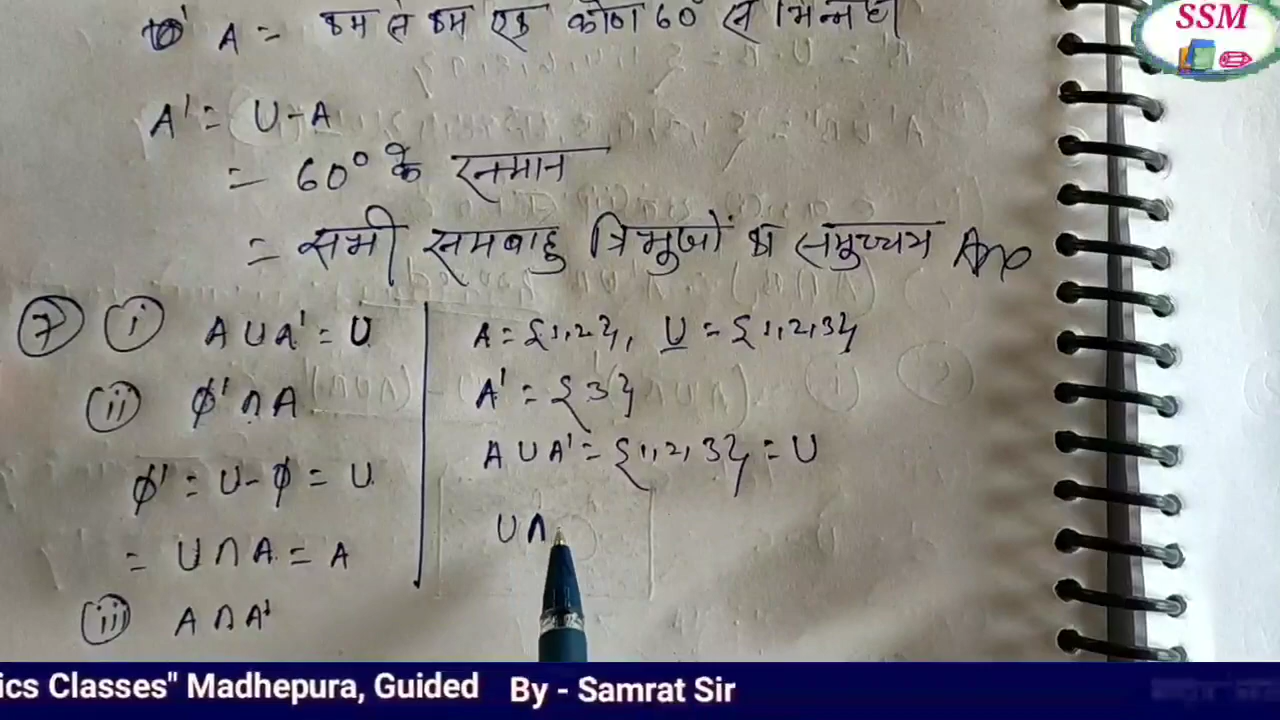 A = कम से कम एक कोण 60° से भिन्न हो
SSM
A' = U - A
= 60° के समान
= सभी समबाहु त्रिभुजों का समुच्चय Ans
7 (i) A ∪ A' = U
(ii) φ' ∩ A
φ' = U - φ = U
= U ∩ A = A
(iii) A ∩ A'
A = {1,2}, U = {1,2,3}
A' = {3}
A ∪ A' = {1,2,3} = U
U ∩
ics Classes" Madhepura, Guided By - Samrat Sir